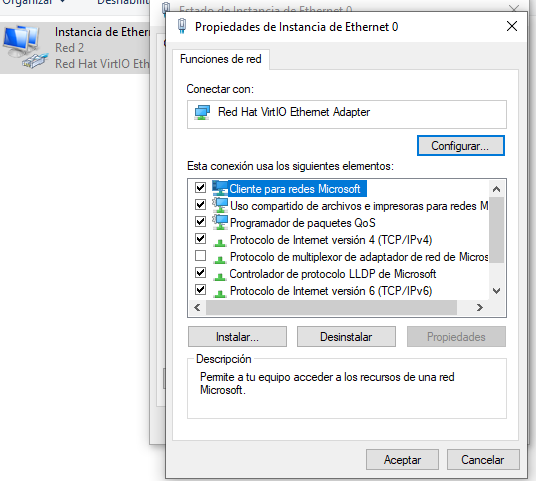 Organizar
Deshabilit
Estado de Instancia de Ethernet 0
Instancia de Ethern
Red 2
Red Hat VirtIO Eth
Propiedades de Instancia de Ethernet 0
Funciones de red
Conectar con:
Red Hat VirtIO Ethernet Adapter
Configurar...
Esta conexión usa los siguientes elementos:
Cliente para redes Microsoft
Uso compartido de archivos e impresoras para redes M
Programador de paquetes QoS
Protocolo de Internet versión 4 (TCP/IPv4)
Protocolo de multiplexor de adaptador de red de Micros
Controlador de protocolo LLDP de Microsoft
Protocolo de Internet versión 6 (TCP/IPv6)
Instalar...
Desinstalar
Propiedades
Descripción
Permite a tu equipo acceder a los recursos de una red
Microsoft.
Aceptar
Cancelar